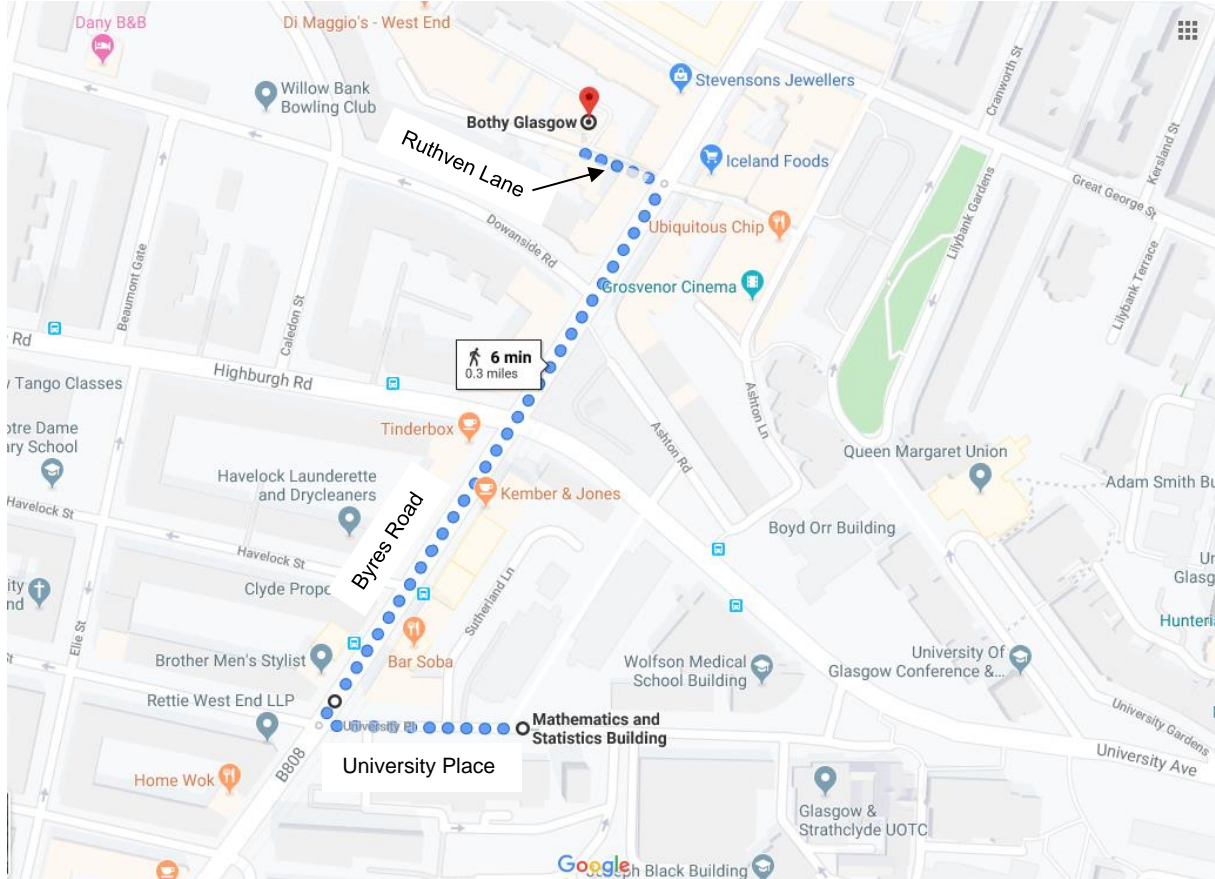 Dany B&B
Di Maggio's - West End
Stevensons Jewellers
Willow Bank
Bowling Club
Bothy Glasgow
Ruthven Lane
Iceland Foods
Cranworth St
Kersland St
Great George St
Lilybank Gardens
Lilybank Terrace
Ubiquitous Chip
Dowanside Rd
Beaumont Gate
Caledon St
Grosvenor Cinema
Rd
6 min
0.3 miles
Highburgh Rd
Tango Classes
Ashton Ln
Tinderbox
Ashton Rd
otre Dame
ary School
Queen Margaret Union
Havelock Launderette
and Drycleaners
Kember & Jones
Adam Smith Bu
Havelock St
Boyd Orr Building
Byres Road
Havelock St
Ur
Glasg
ity
nd
Clyde Propc
Sutherland Ln
Hunteri
Elie St
st
Brother Men's Stylist
Bar Soba
Wolfson Medical
School Building
University Of
Glasgow Conference &...
Rettie West End LLP
University Pl
Mathematics and
Statistics Building
University Gardens
University Place
University Ave
B808
Home Wok
Glasgow &
Strathclyde UOTC
Google
seph Black Building